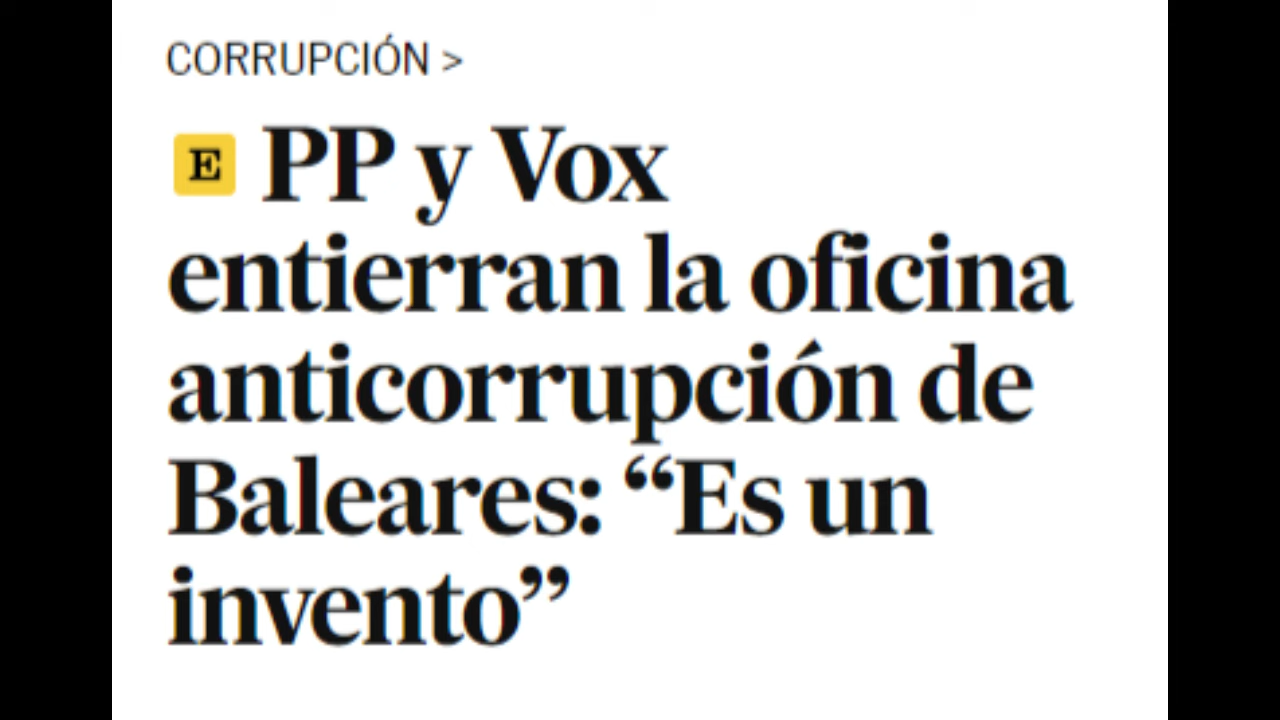 CORRUPCIÓN >
E PP y Vox
entierran la oficina
anticorrupción de
Baleares: “Es un
invento”